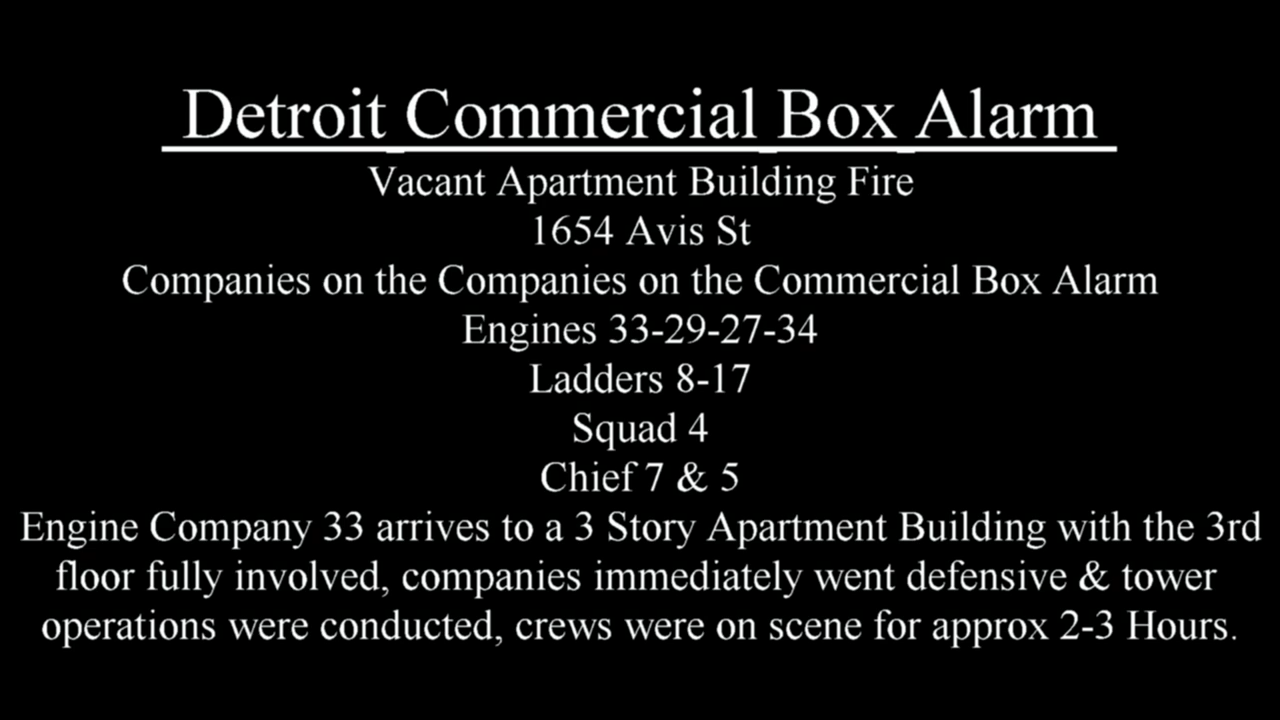 Detroit Commercial Box Alarm
Vacant Apartment Building Fire
1654 Avis St
Companies on the Companies on the Commercial Box Alarm
Engines 33-29-27-34
Ladders 8-17
Squad 4
Chief 7 & 5
Engine Company 33 arrives to a 3 Story Apartment Building with the 3rd
floor fully involved, companies immediately went defensive & tower
operations were conducted, crews were on scene for approx 2-3 Hours.